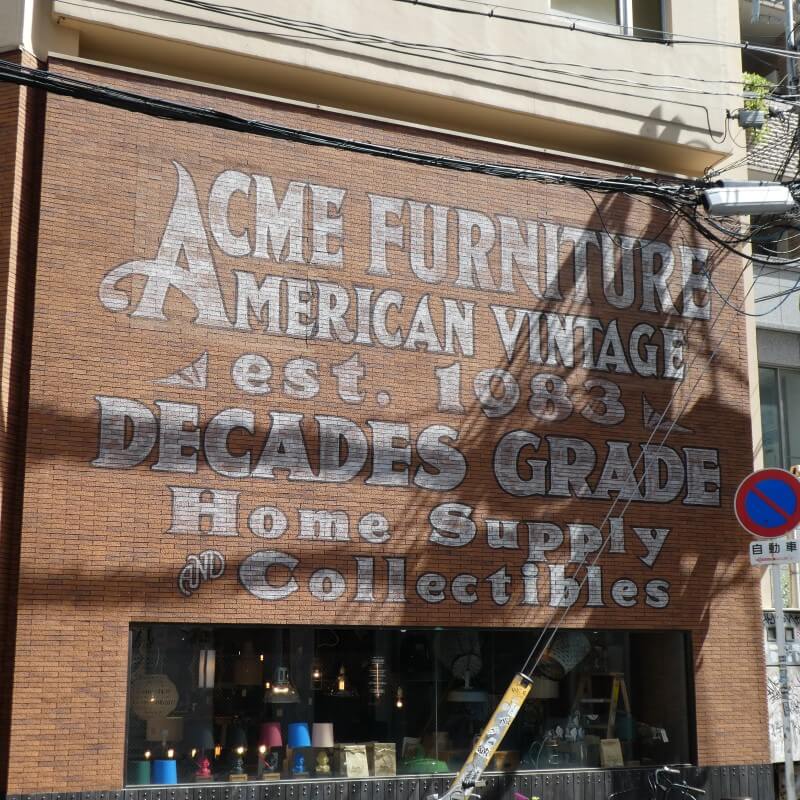 ACME FURNITURE
AMERICAN VINTAGE
est. 1983
DECADES GRADE
Home Supply
AND Collectibles
自動車